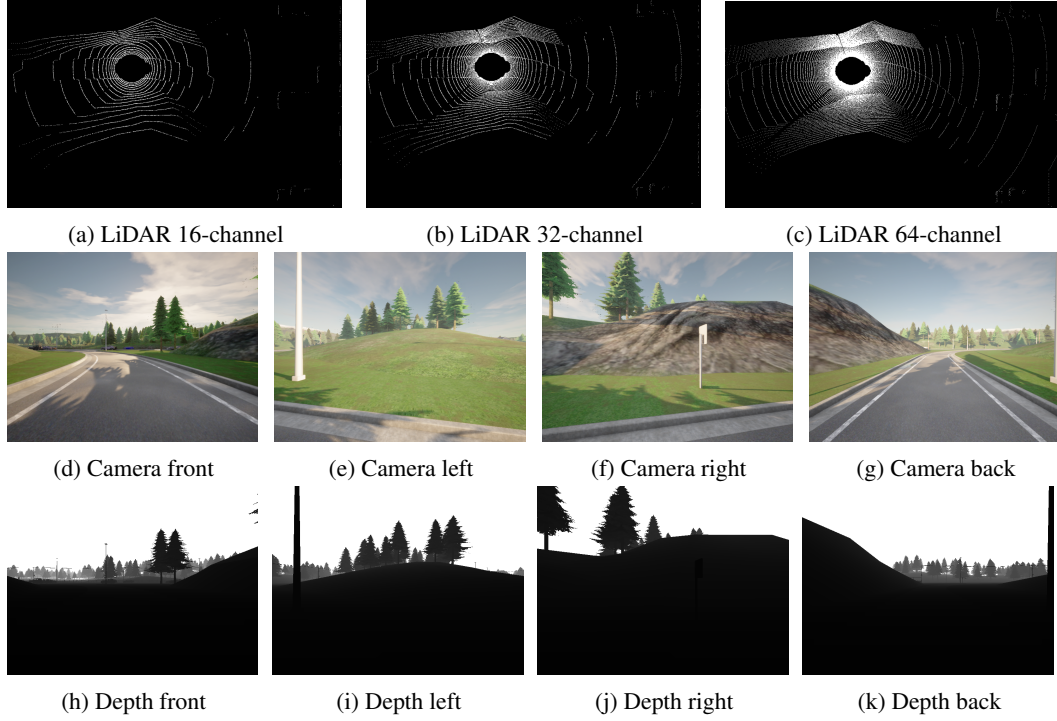 (a) LiDAR 16-channel
(b) LiDAR 32-channel
(c) LiDAR 64-channel
(d) Camera front
(e) Camera left
(f) Camera right
(g) Camera back
(h) Depth front
(i) Depth left
(j) Depth right
(k) Depth back